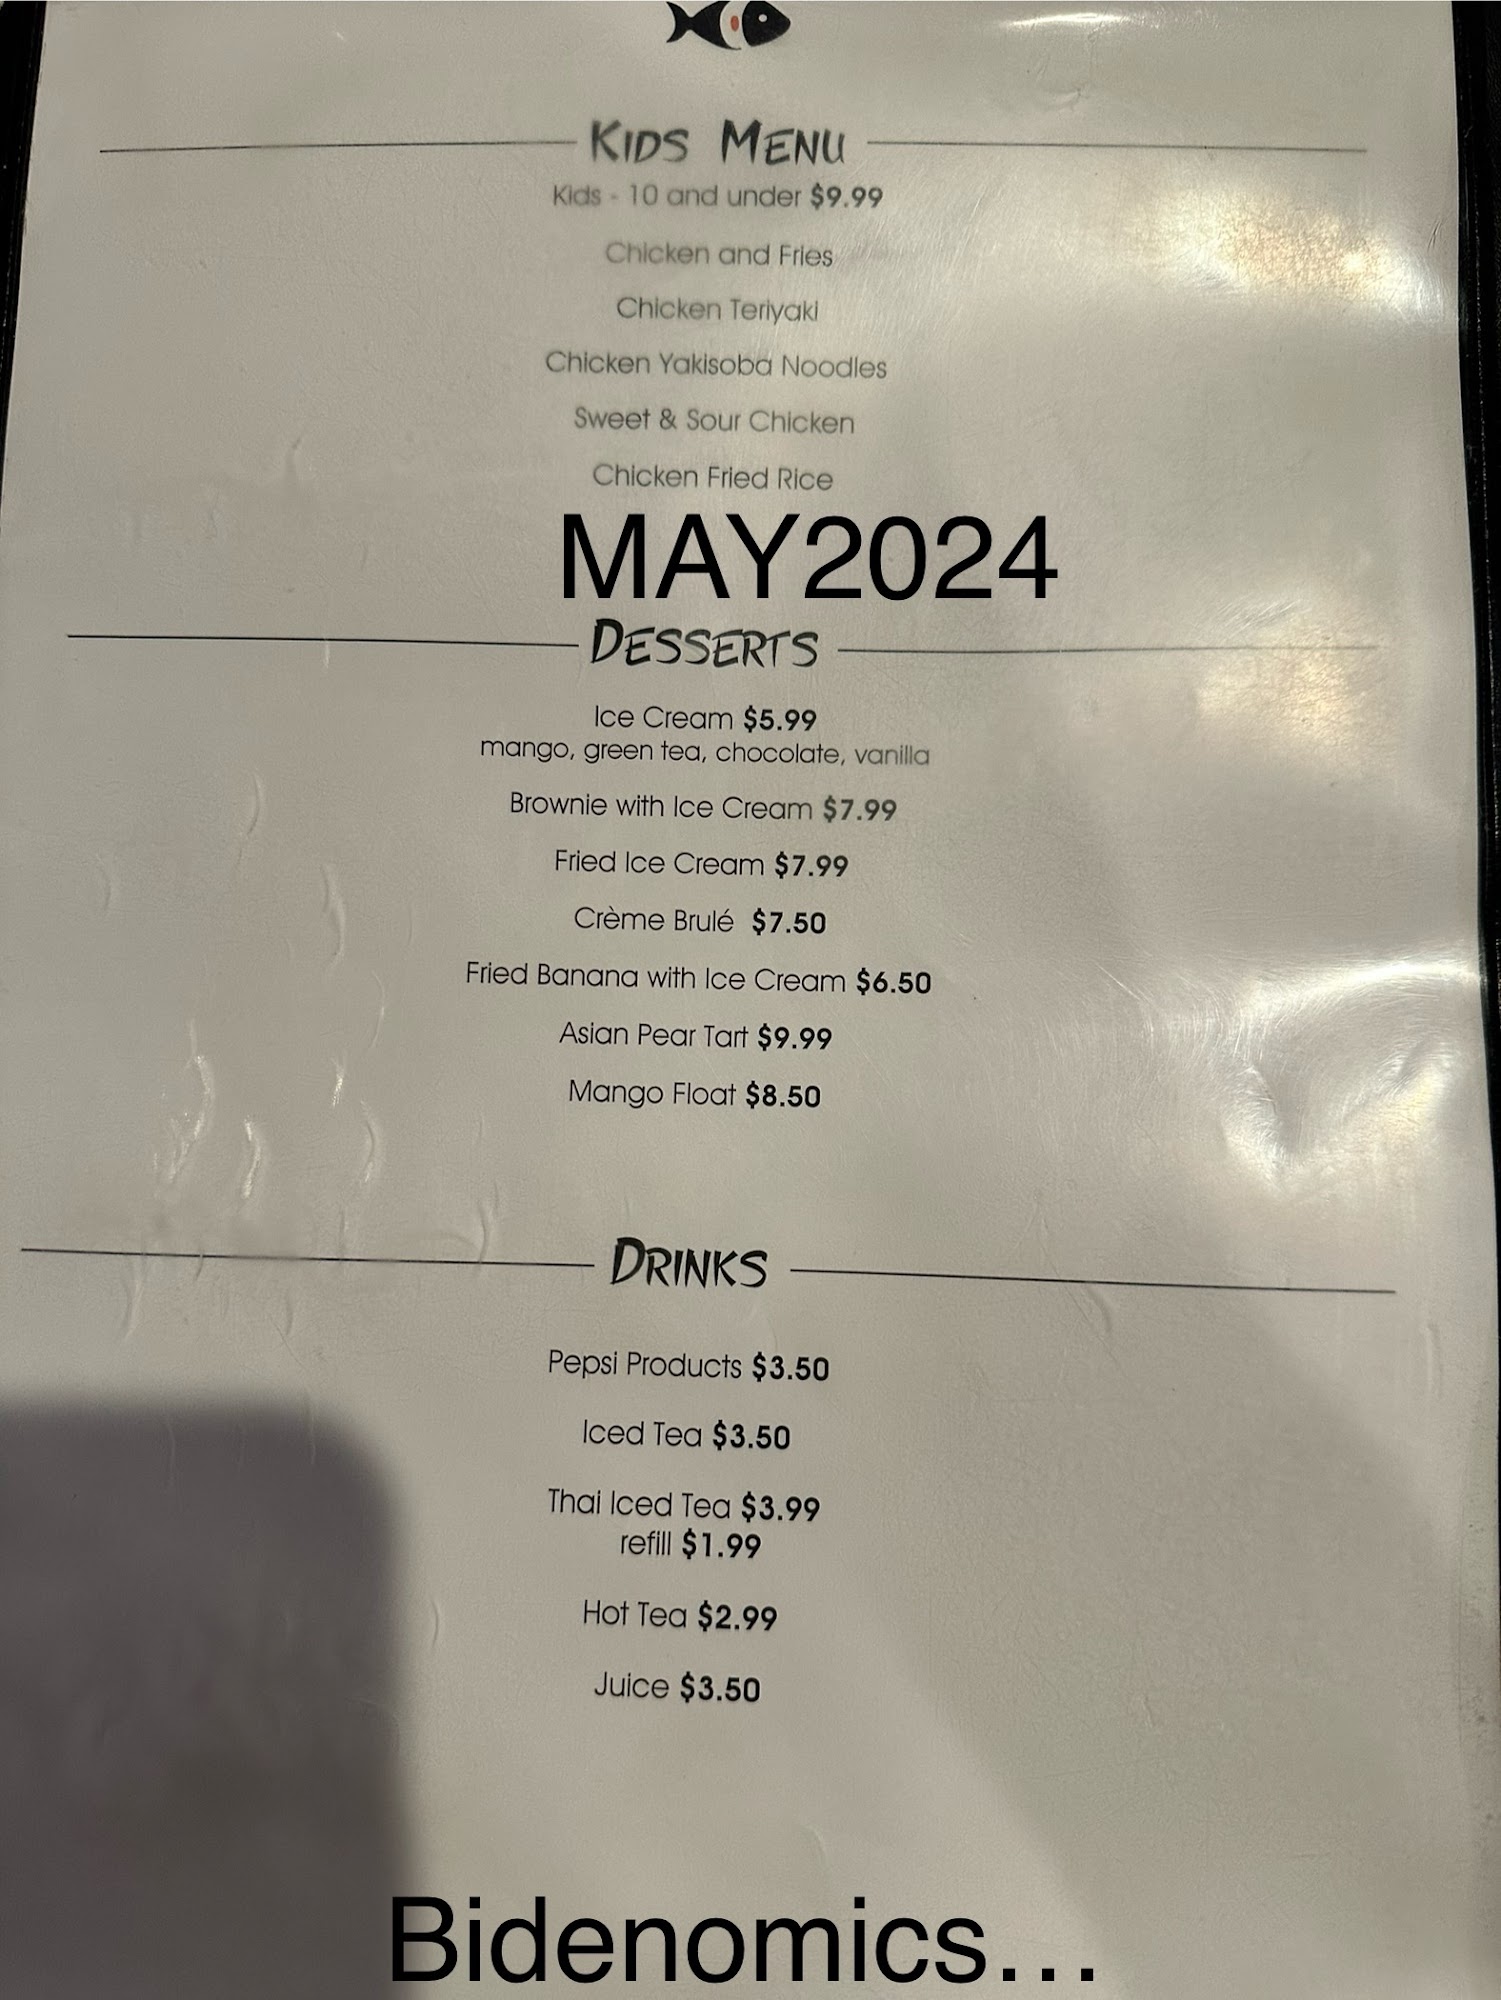 KIDS MENU
Kids - 10 and under $9.99
Chicken and Fries
Chicken Teriyaki
Chicken Yakisoba Noodles
Sweet & Sour Chicken
Chicken Fried Rice
MAY2024
DESSERTS
Ice Cream $5.99
mango, green tea, chocolate, vanilla
Brownie with Ice Cream $7.99
Fried Ice Cream $7.99
Crème Brulé $7.50
Fried Banana with Ice Cream $6.50
Asian Pear Tart $9.99
Mango Float $8.50
DRINKS
Pepsi Products $3.50
Iced Tea $3.50
Thai Iced Tea $3.99
refill $1.99
Hot Tea $2.99
Juice $3.50
Bidenomics...